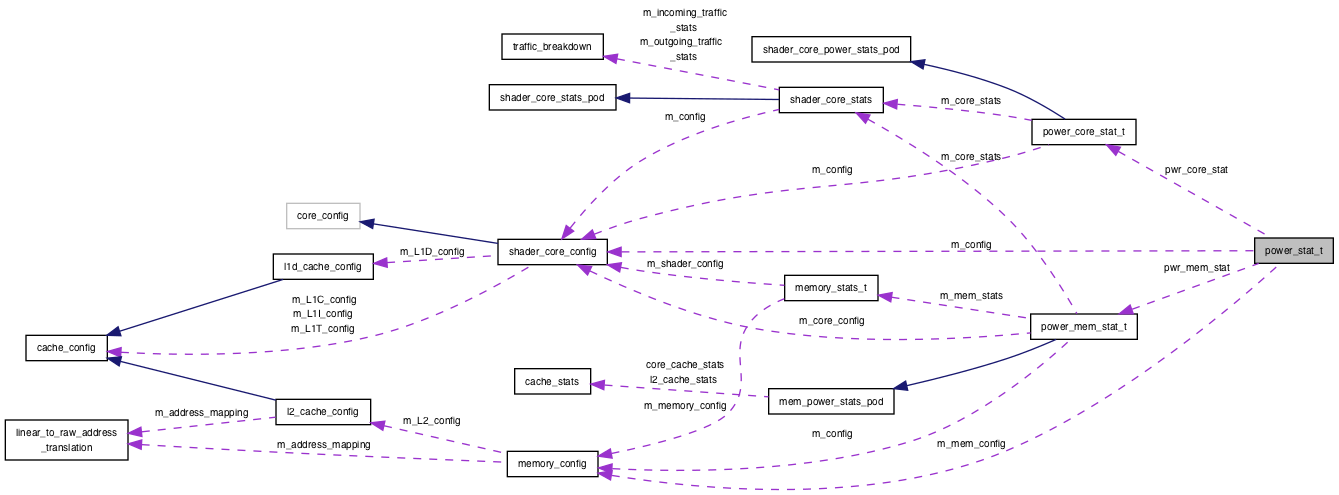 m_incoming_traffic
_stats
m_outgoing_traffic
_stats
traffic_breakdown
shader_core_power_stats_pod
shader_core_stats_pod
shader_core_stats
m_core_stats
m_config
power_core_stat_t
m_core_stats
m_config
pwr_core_stat
core_config
m_L1D_config
shader_core_config
m_config
power_stat_t
l1d_cache_config
m_shader_config
pwr_mem_stat
memory_stats_t
m_mem_stats
m_L1C_config
m_L1I_config
m_L1T_config
m_core_config
power_mem_stat_t
cache_config
core_cache_stats
l2_cache_stats
cache_stats
mem_power_stats_pod
m_memory_config
l2_cache_config
m_address_mapping
m_L2_config
linear_to_raw_address
_translation
m_address_mapping
m_config
m_mem_config
memory_config